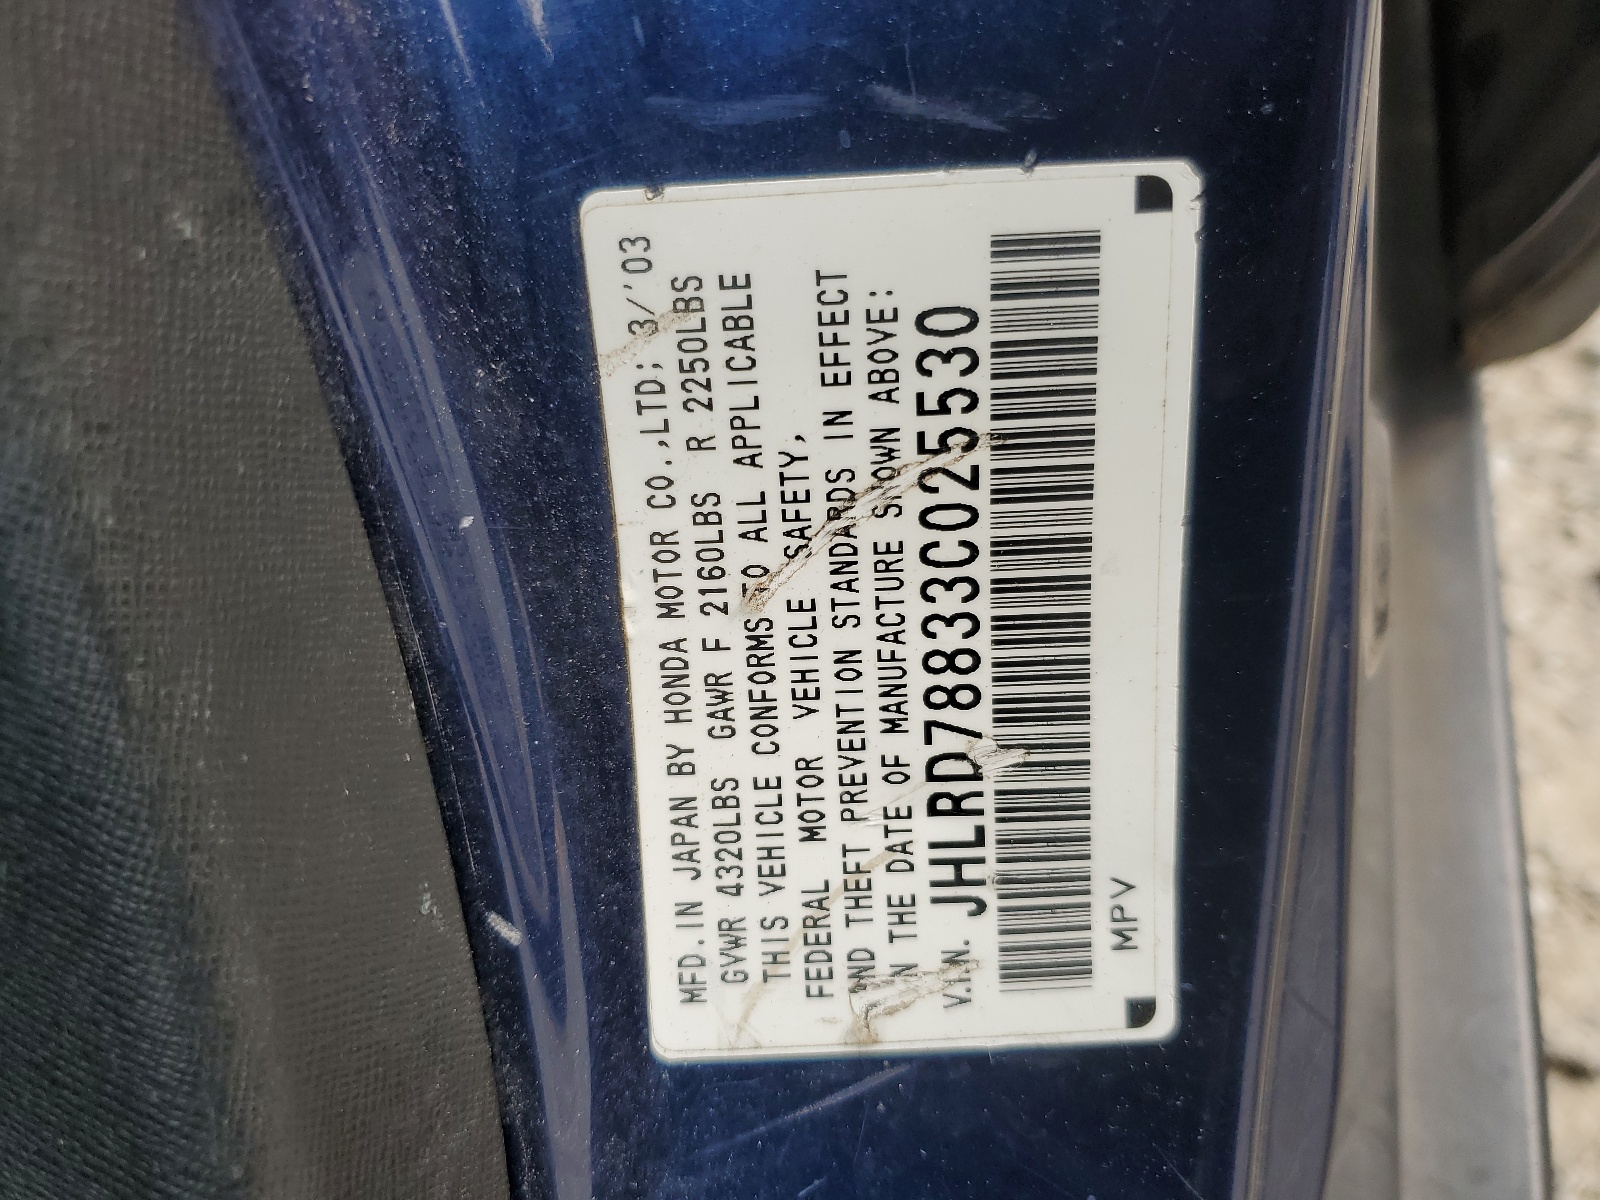 MFD. IN JAPAN BY HONDA MOTOR CO.,LTD; 3/'03
GVWR 4320LBS GAWR F 2160LBS R 2250LBS
THIS VEHICLE CONFORMS TO ALL APPLICABLE
FEDERAL MOTOR VEHICLE SAFETY,
AND THEFT PREVENTION STANDARDS IN EFFECT
ON THE DATE OF MANUFACTURE SHOWN ABOVE:
V.I.N. JHLRD78833C025530
MPV